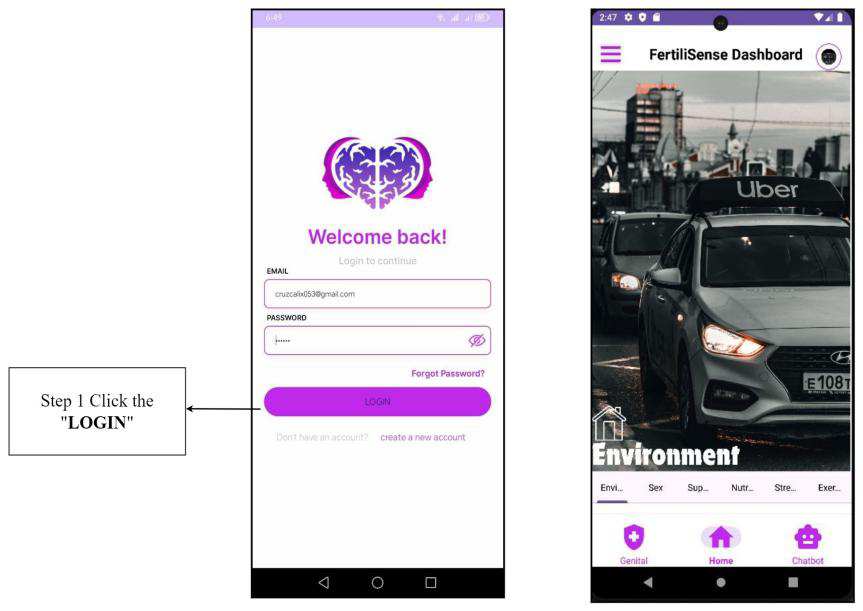 Step 1 Click the
"LOGIN"
6:49
Welcome back!
Login to continue
EMAIL
cruzcalix053@gmail.com
PASSWORD
Forgot Password?
LOGIN
Don't have an account? create a new account
2:47
FertiliSense Dashboard
Uber
E108T
Environment
Envi... Sex Sup... Nutr... Stre... Exer...
Genital Home Chatbot